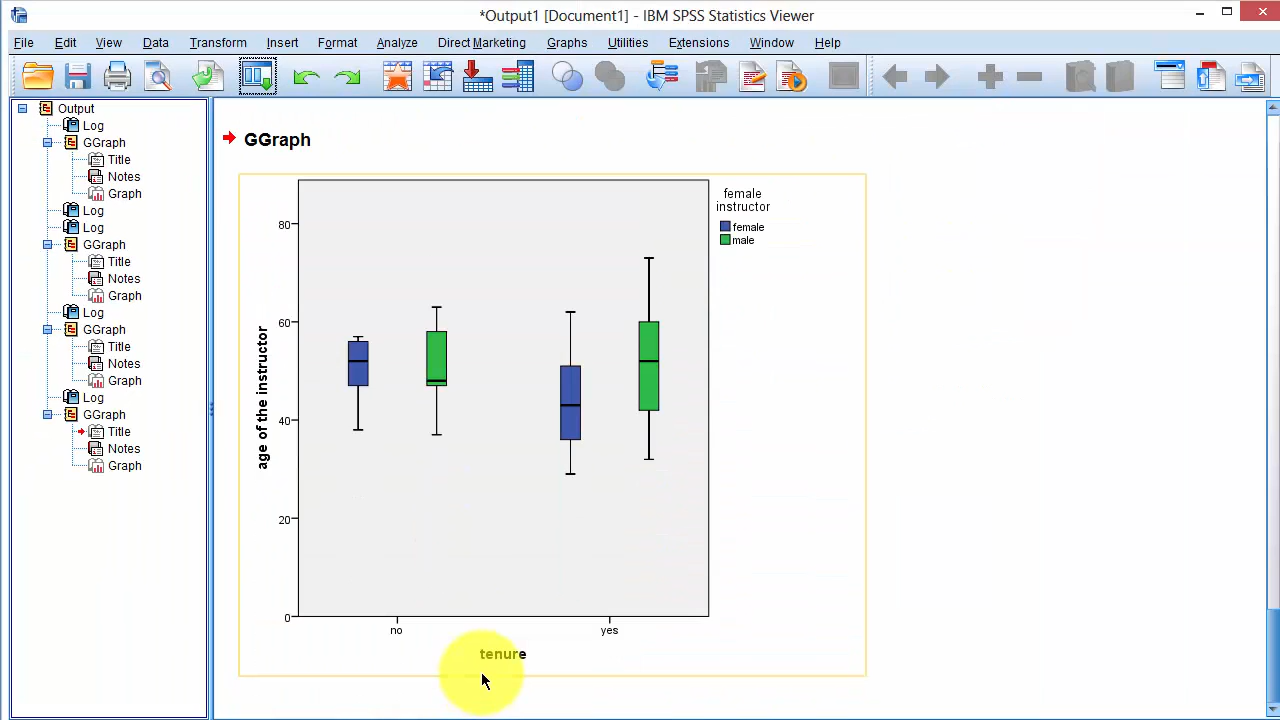 *Output1 [Document1] - IBM SPSS Statistics Viewer
File Edit View Data Transform Insert Format Analyze Direct Marketing Graphs Utilities Extensions Window Help
Output
Log
GGraph
Title
Notes
Graph
Log
Log
GGraph
Title
Notes
Graph
Log
GGraph
Title
Notes
Graph
Log
GGraph
Title
Notes
Graph
GGraph
female
instructor
female
male
age of the instructor
80
60
40
20
0
no yes
tenure